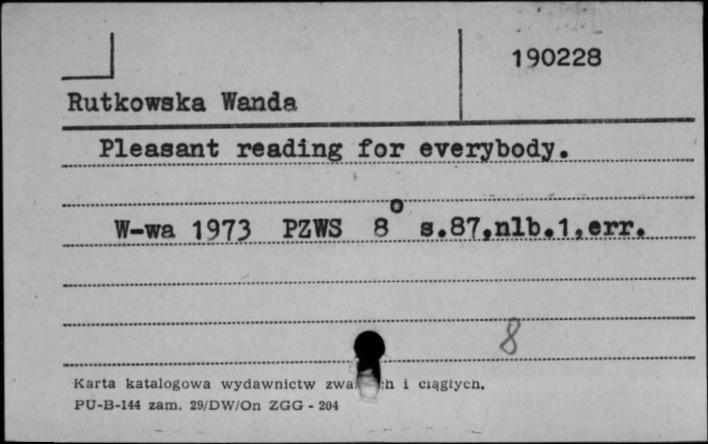 190228
Rutkowska Wanda
Pleasant reading for everybody.
W-wa 1973 PZWS 8° s.87,nlb.1,err.
8
Karta katalogowa wydawnictw i ciągłych.
PU-B-144 zam. 29/DW/On ZGG - 204